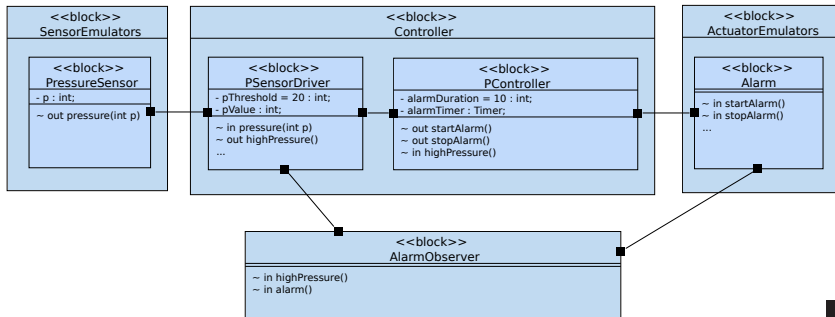 <<block>>
SensorEmulators
<<block>>
PressureSensor
- p : int;
~ out pressure(int p)
<<block>>
Controller
<<block>>
PSensorDriver
- pThreshold = 20 : int;
- pValue : int;
~ in pressure(int p)
~ out highPressure()
...
<<block>>
PController
- alarmDuration = 10 : int;
- alarmTimer : Timer;
~ out startAlarm()
~ out stopAlarm()
~ in highPressure()
<<block>>
ActuatorEmulators
<<block>>
Alarm
~ in startAlarm()
~ in stopAlarm()
...
<<block>>
AlarmObserver
~ in highPressure()
~ in alarm()